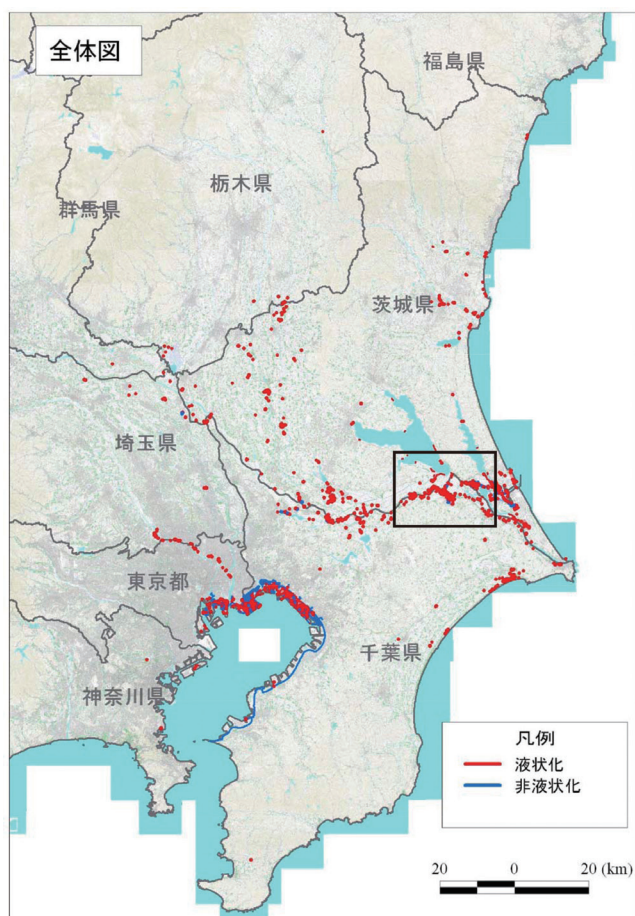 全体図
福島県
栃木県
群馬県
茨城県
埼玉県
東京都
千葉県
神奈川県
凡例
液状化
非液状化
20 0 20 (km)